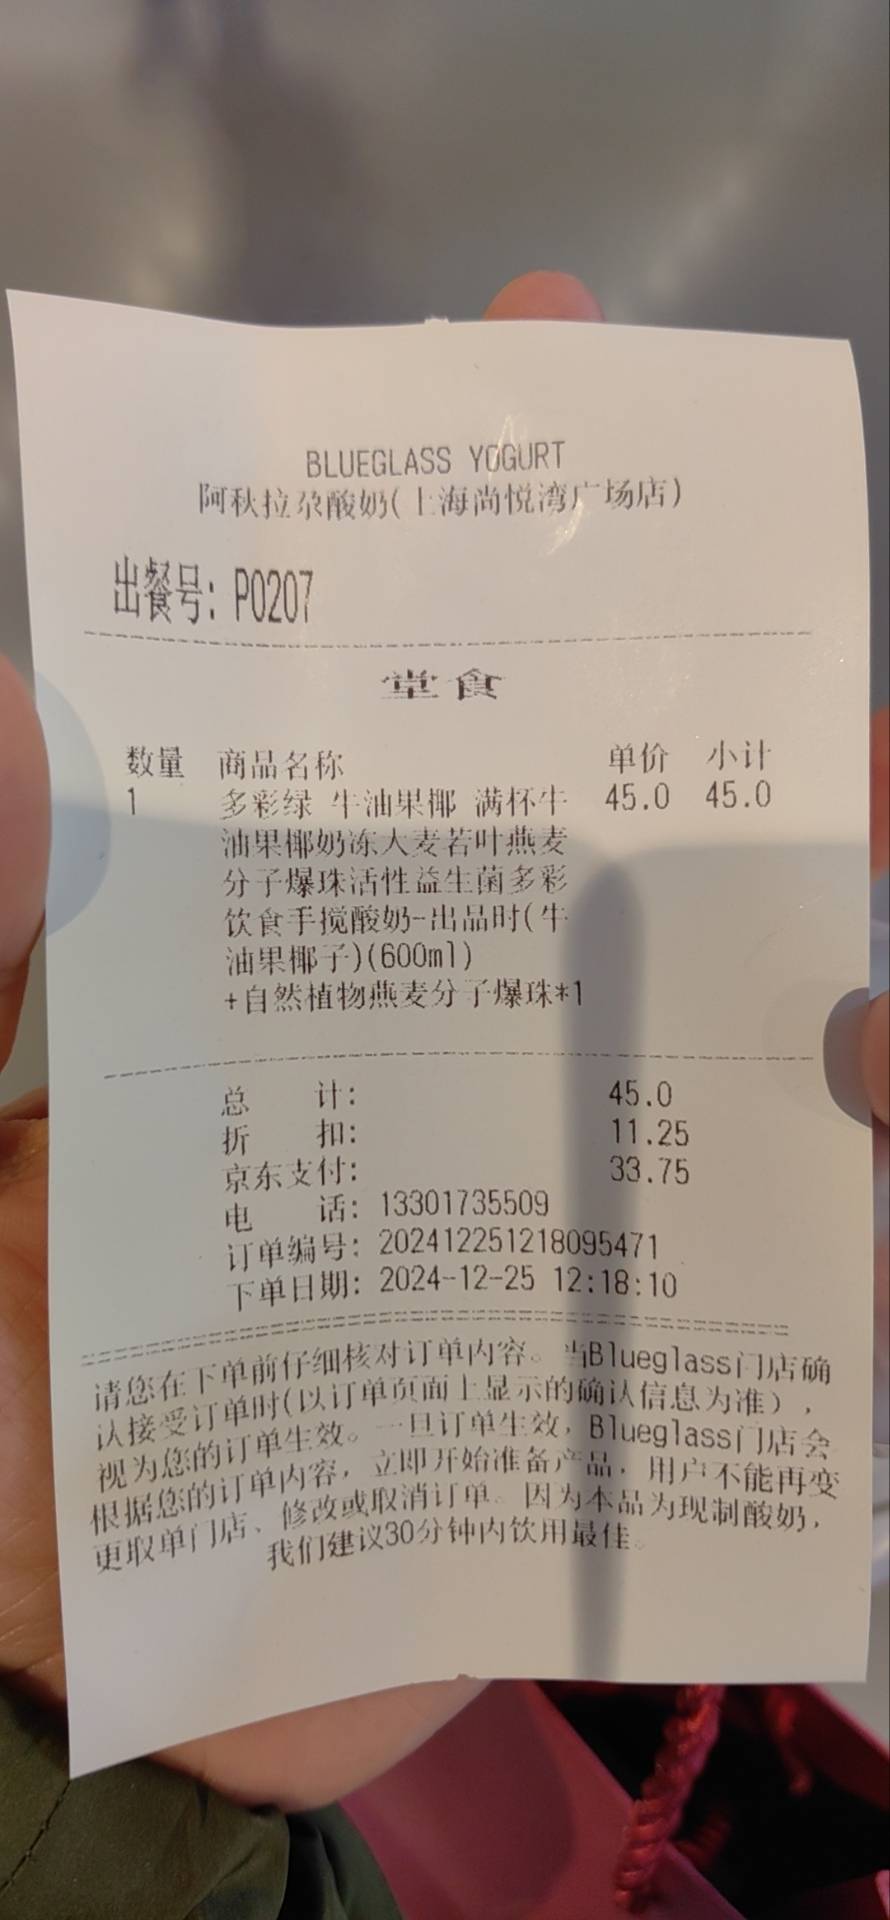 BLUEGLASS YOGURT
阿秋拉尕酸奶(上海尚悦湾广场店)
出餐号: P0207
食堂
数量 商品名称 单价 小计
1 多彩绿 牛油果椰 满杯牛 45.0 45.0
油果椰奶冻大麦若叶燕麦
分子爆珠活性益生菌多彩
饮食手搅酸奶-出品时(牛
油果椰子)(600ml)
+自然植物燕麦分子爆珠*1
总 计: 45.0
折 扣: 11.25
京东支付: 33.75
电 话: 13301735509
订单编号: 202412251218095471
下单日期: 2024-12-25 12:18:10
请您在下单前仔细核对订单内容。当Blueglass门店确
认接受订单时(以订单页面上显示的确认信息为准),
视为您的订单生效。一旦订单生效,Blueglass门店会
根据您的订单内容,立即开始准备产品,用户不能再变
更取单门店、修改或取消订单。因为本品为现制酸奶,
我们建议30分钟内饮用最佳。